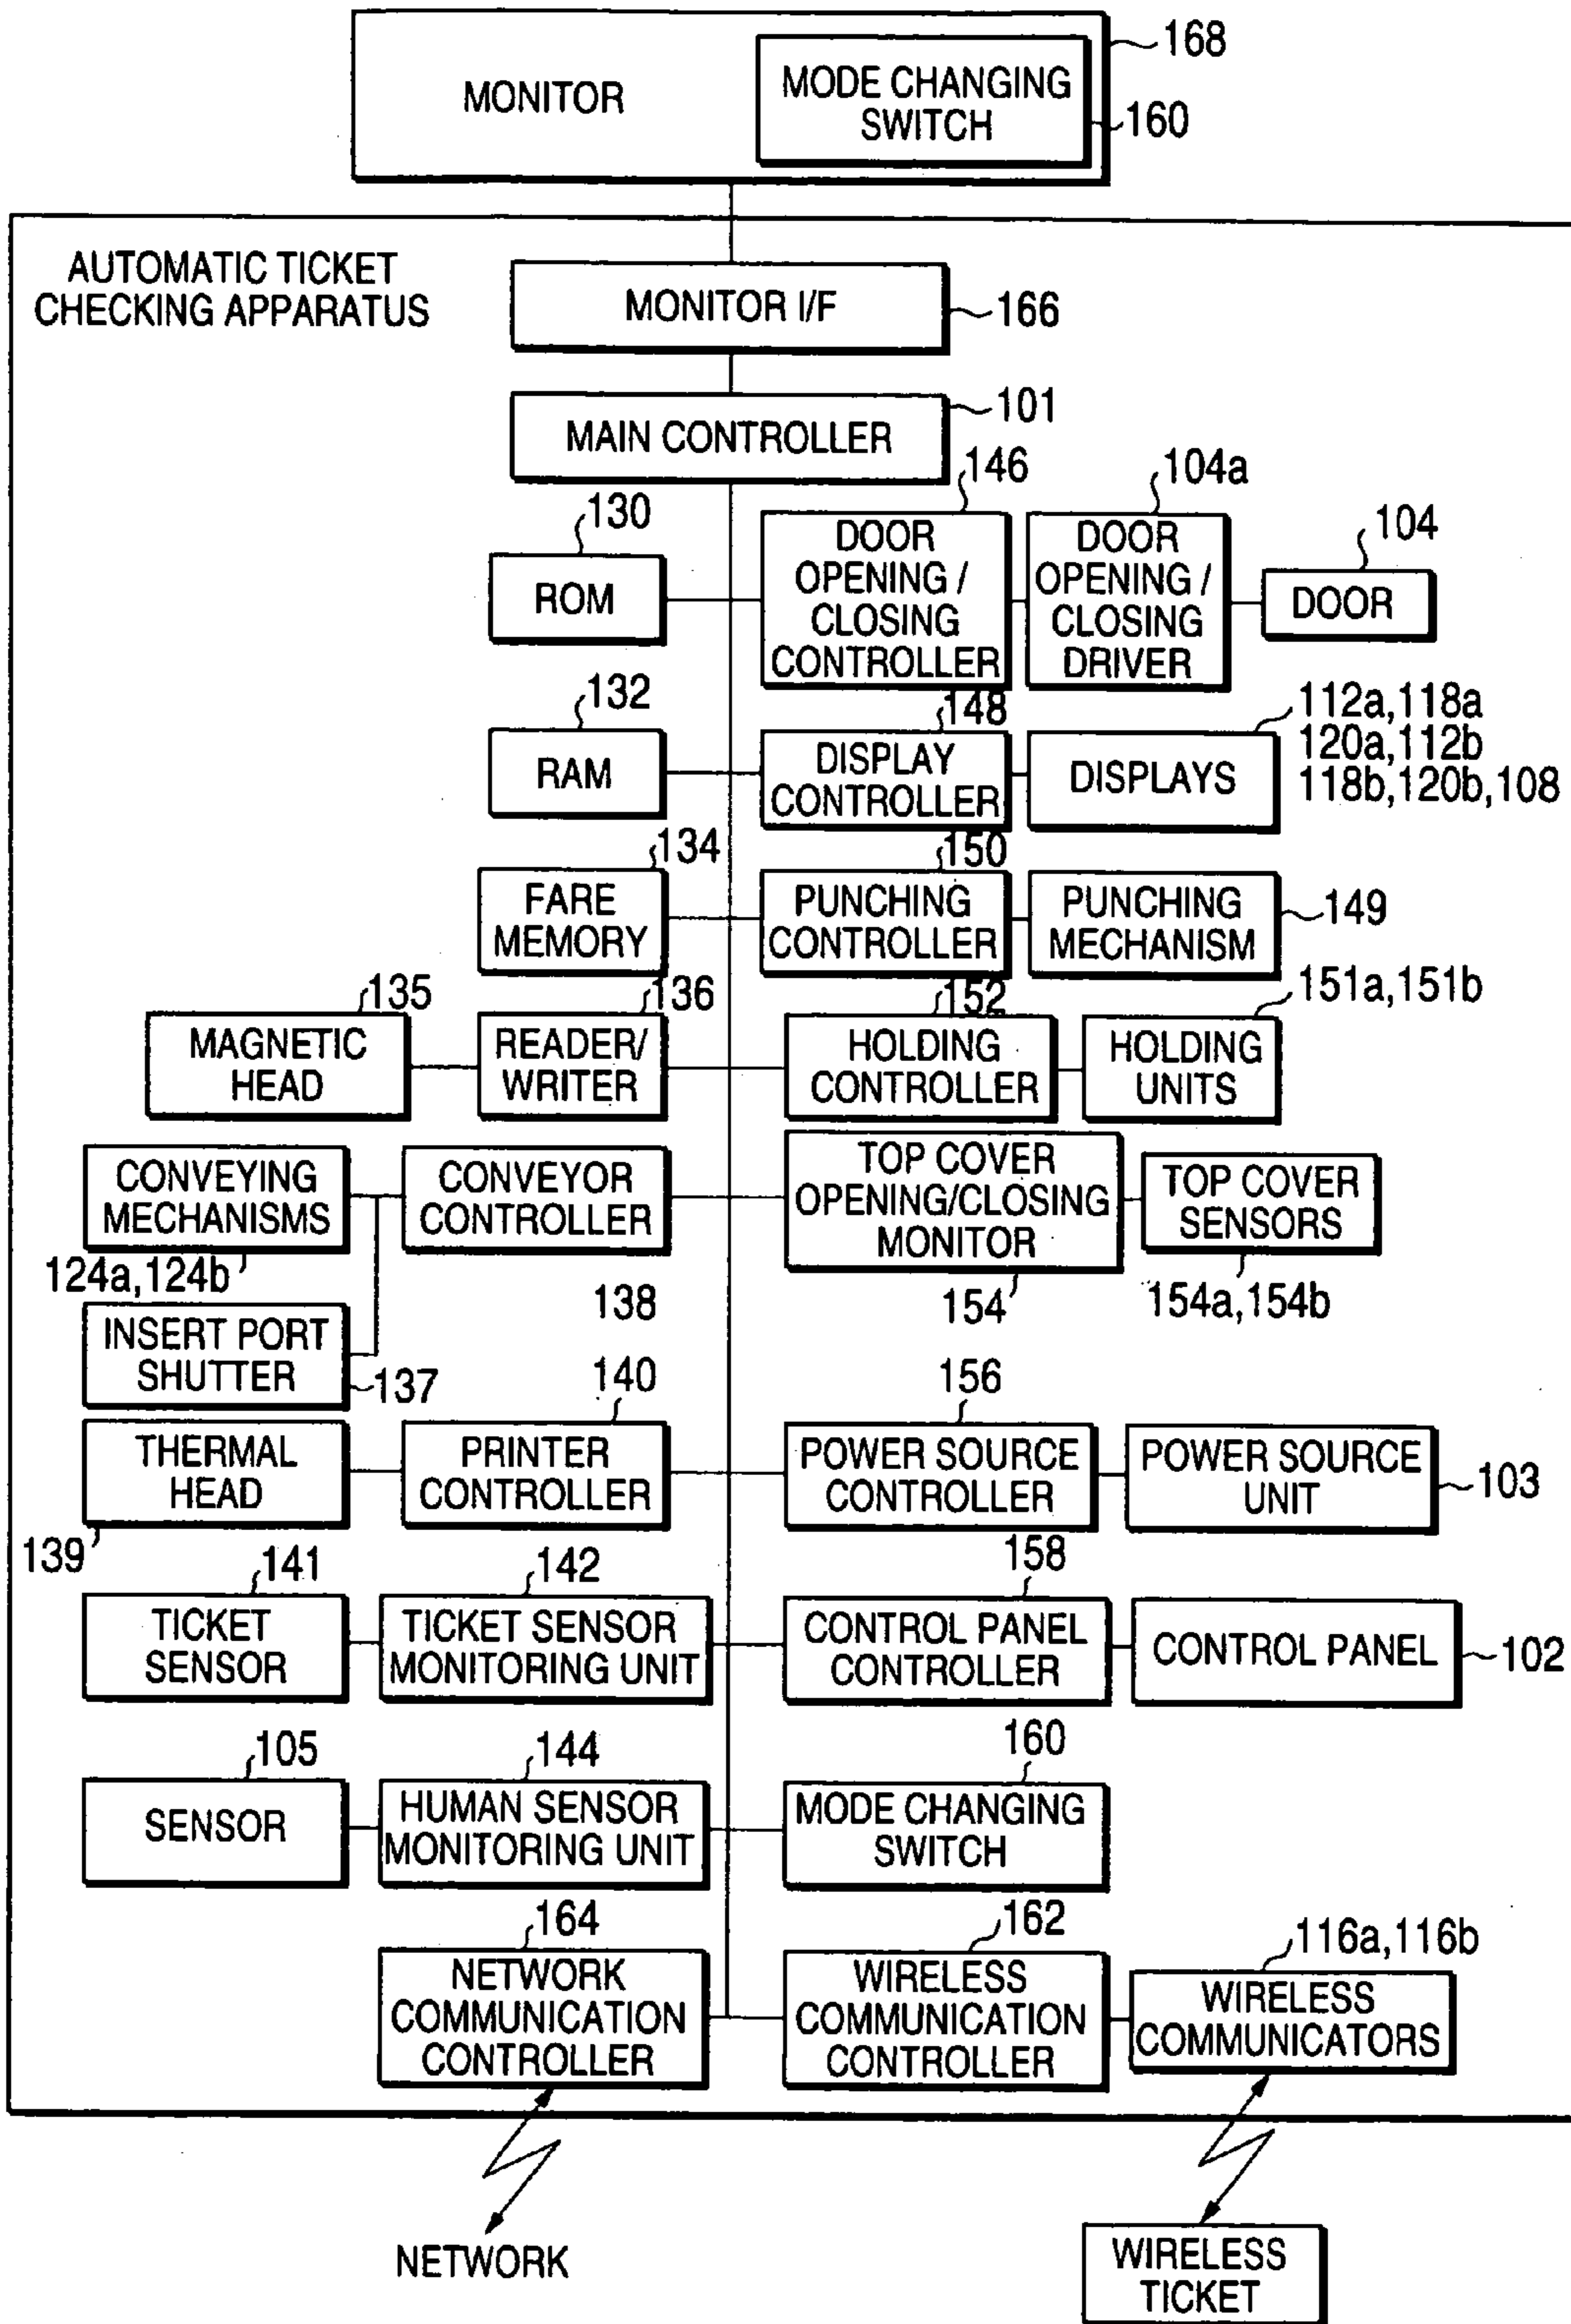 168
MONITOR
MODE CHANGING
SWITCH
160
AUTOMATIC TICKET
CHECKING APPARATUS
MONITOR I/F
166
101
MAIN CONTROLLER
130
146
104a
104
ROM
DOOR
OPENING /
CLOSING
CONTROLLER
DOOR
OPENING /
CLOSING
DRIVER
DOOR
132
148
112a,118a
120a,112b
118b,120b,108
RAM
DISPLAY
CONTROLLER
DISPLAYS
134
150
FARE
MEMORY
PUNCHING
CONTROLLER
PUNCHING
MECHANISM
149
135
136
152
151a,151b
MAGNETIC
HEAD
READER/
WRITER
HOLDING
CONTROLLER
HOLDING
UNITS
CONVEYING
MECHANISMS
124a,124b
CONVEYOR
CONTROLLER
138
TOP COVER
OPENING/CLOSING
MONITOR
154
TOP COVER
SENSORS
154a,154b
INSERT PORT
SHUTTER
137
140
156
THERMAL
HEAD
139
PRINTER
CONTROLLER
POWER SOURCE
CONTROLLER
POWER SOURCE
UNIT
103
141
142
158
TICKET
SENSOR
TICKET SENSOR
MONITORING UNIT
CONTROL PANEL
CONTROLLER
CONTROL PANEL
102
105
144
160
SENSOR
HUMAN SENSOR
MONITORING UNIT
MODE CHANGING
SWITCH
164
162
116a,116b
NETWORK
COMMUNICATION
CONTROLLER
WIRELESS
COMMUNICATION
CONTROLLER
WIRELESS
COMMUNICATORS
NETWORK
WIRELESS
TICKET